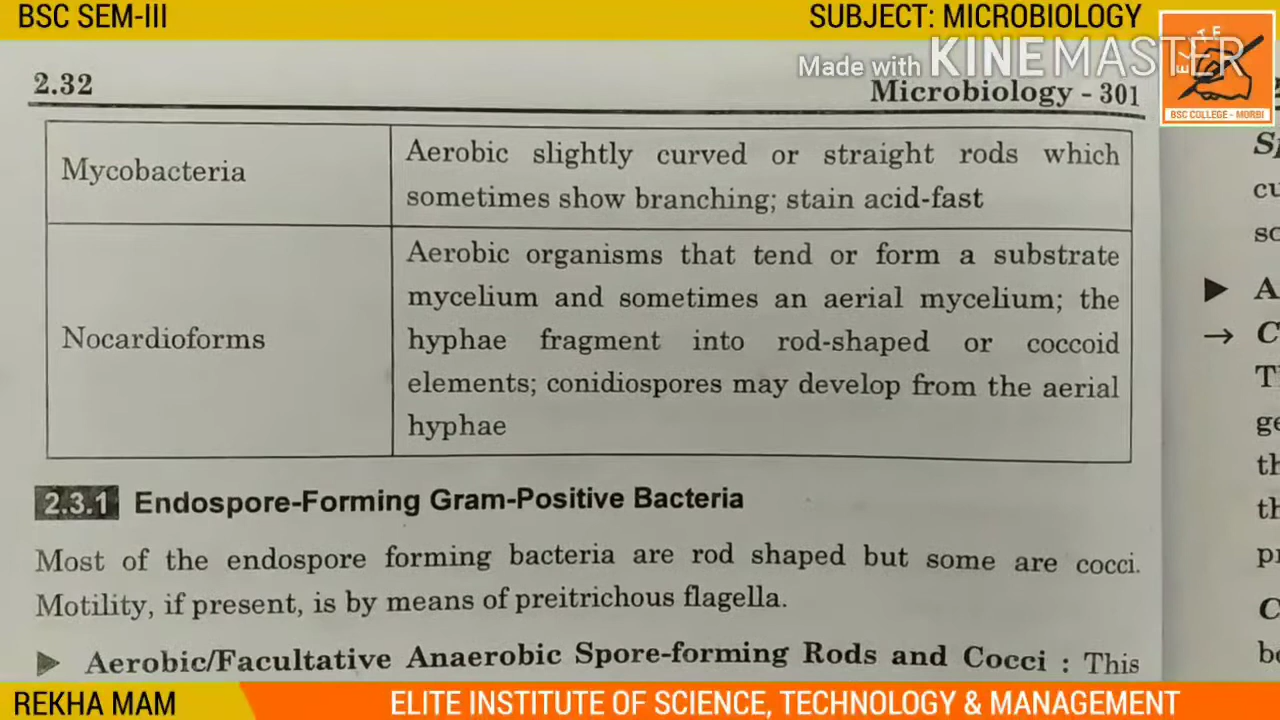 BSC SEM-III
SUBJECT: MICROBIOLOGY
Made with KINEMASTER
ELITE
BSC COLLEGE - MORBI
2.32
Microbiology - 301
Mycobacteria
Aerobic slightly curved or straight rods which
sometimes show branching; stain acid-fast
Nocardioforms
Aerobic organisms that tend or form a substrate
mycelium and sometimes an aerial mycelium; the
hyphae fragment into rod-shaped or coccoid
elements; conidiospores may develop from the aerial
hyphae
2.3.1 Endospore-Forming Gram-Positive Bacteria
Most of the endospore forming bacteria are rod shaped but some are cocci.
Motility, if present, is by means of preitrichous flagella.
Aerobic/Facultative Anaerobic Spore-forming Rods and Cocci : This
REKHA MAM
ELITE INSTITUTE OF SCIENCE, TECHNOLOGY & MANAGEMENT